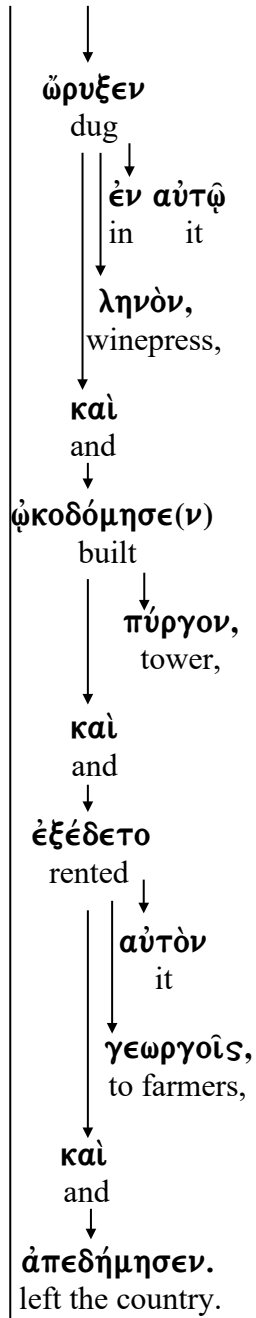 ὤρυξεν
dug
ἐν αὐτῷ
in it
ληνὸν,
winepress,
καὶ
and
ᾠκοδόμησε(ν)
built
πύργον,
tower,
καὶ
and
ἐξέδετο
rented
αὐτὸν
it
γεωργοῖς,
to farmers,
καὶ
and
ἀπεδήμησεν.
left the country.